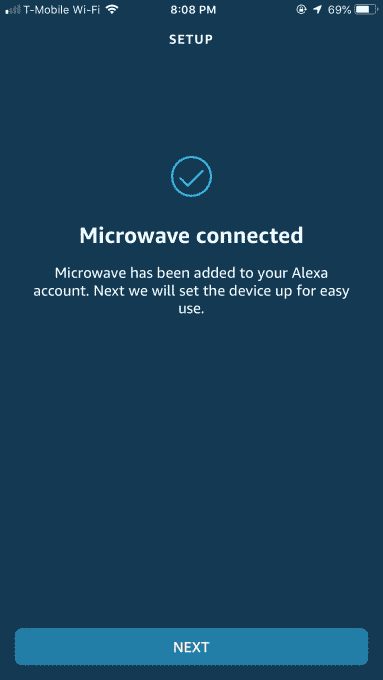 T-Mobile Wi-Fi 8:08 PM 69%
SETUP
Microwave connected
Microwave has been added to your Alexa
account. Next we will set the device up for easy
use.
NEXT